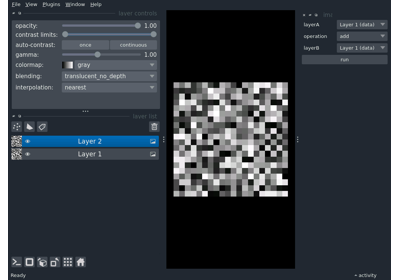 File View Plugins Window Help
layer controls
opacity: 1.00
contrast limits:
auto-contrast: once continuous
gamma: 1.00
colormap: gray
blending: translucent_no_depth
interpolation: nearest
layer list
Layer 2
Layer 1
layerA Layer 1 (data)
operation add
layerB Layer 1 (data)
run
Ready
activity